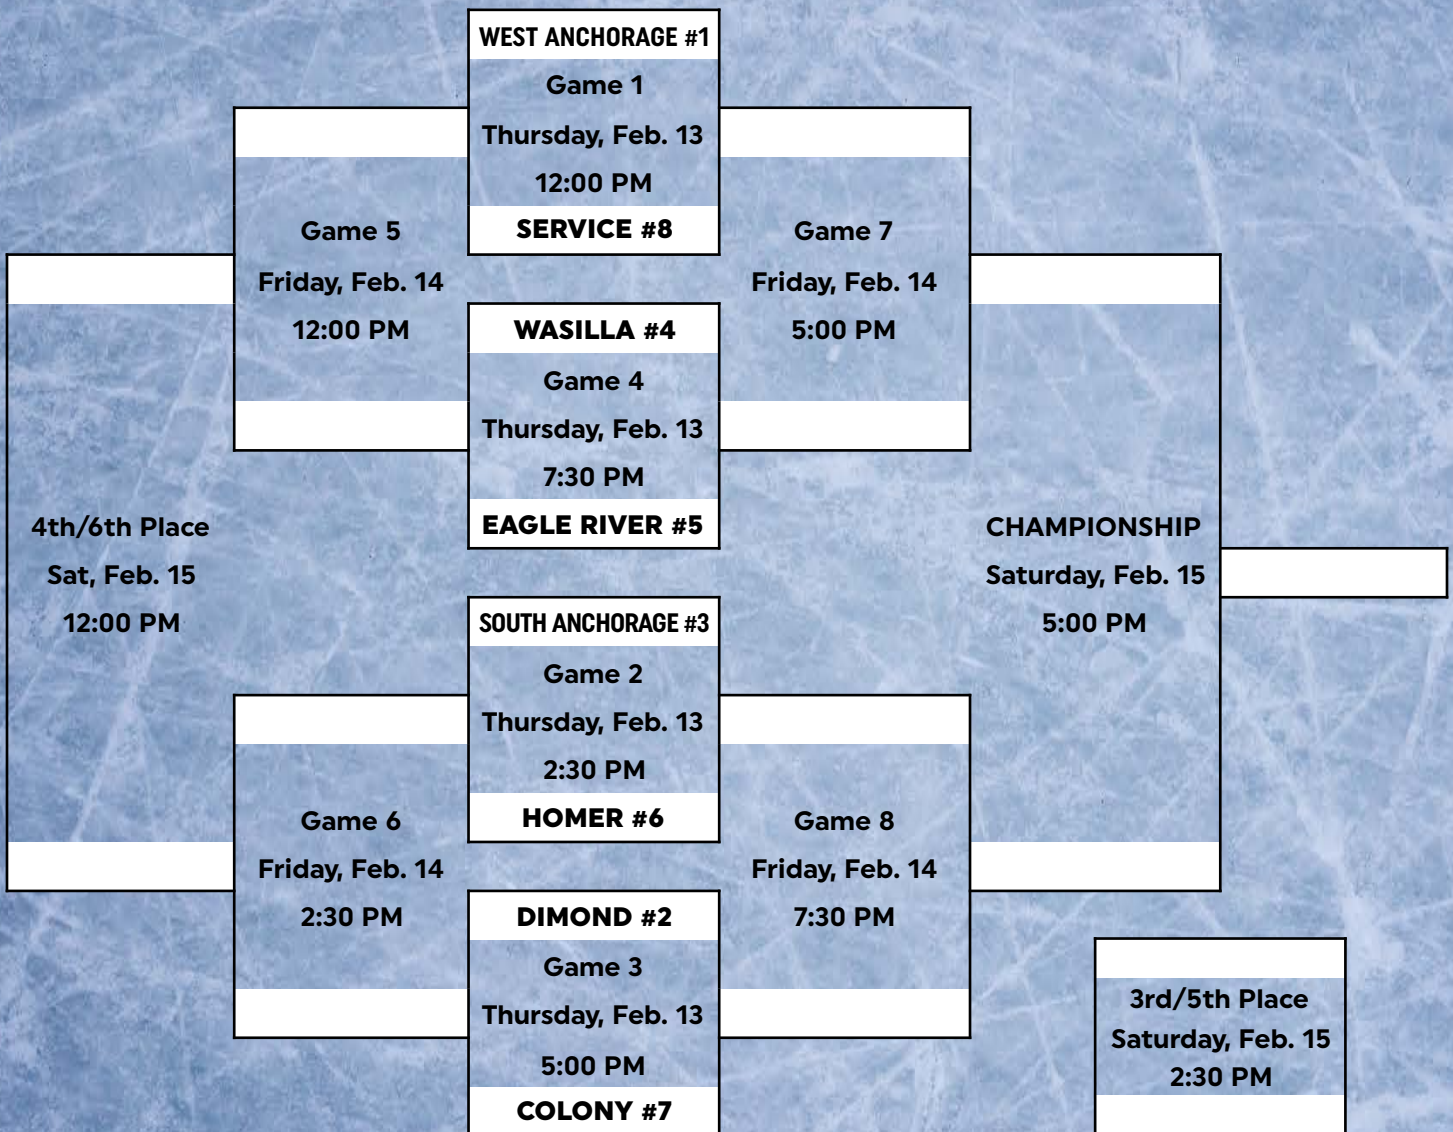 WEST ANCHORAGE #1
Game 1
Thursday, Feb. 13
12:00 PM
SERVICE #8
Game 5
Friday, Feb. 14
12:00 PM
Game 7
Friday, Feb. 14
5:00 PM
WASILLA #4
Game 4
Thursday, Feb. 13
7:30 PM
EAGLE RIVER #5
4th/6th Place
Sat, Feb. 15
12:00 PM
CHAMPIONSHIP
Saturday, Feb. 15
5:00 PM
SOUTH ANCHORAGE #3
Game 2
Thursday, Feb. 13
2:30 PM
HOMER #6
Game 6
Friday, Feb. 14
2:30 PM
Game 8
Friday, Feb. 14
7:30 PM
DIMOND #2
Game 3
Thursday, Feb. 13
5:00 PM
COLONY #7
3rd/5th Place
Saturday, Feb. 15
2:30 PM